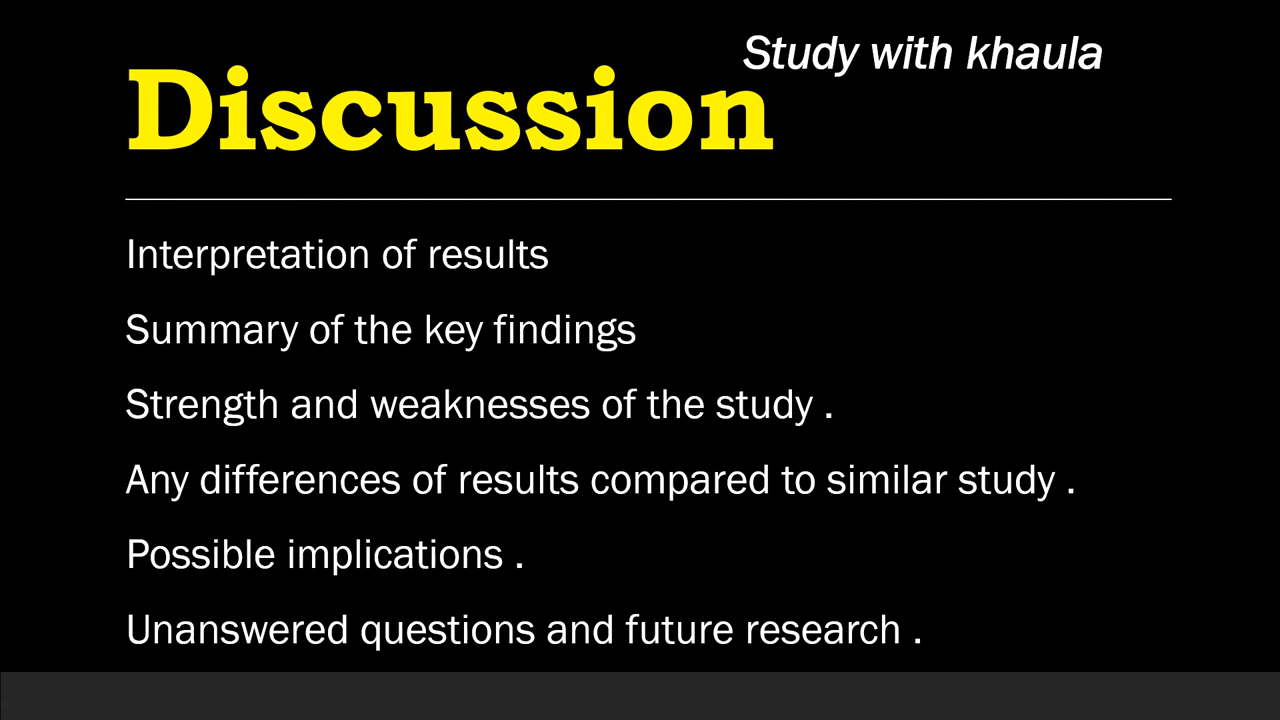 Study with khaula
Discussion
Interpretation of results
Summary of the key findings
Strength and weaknesses of the study .
Any differences of results compared to similar study .
Possible implications .
Unanswered questions and future research .